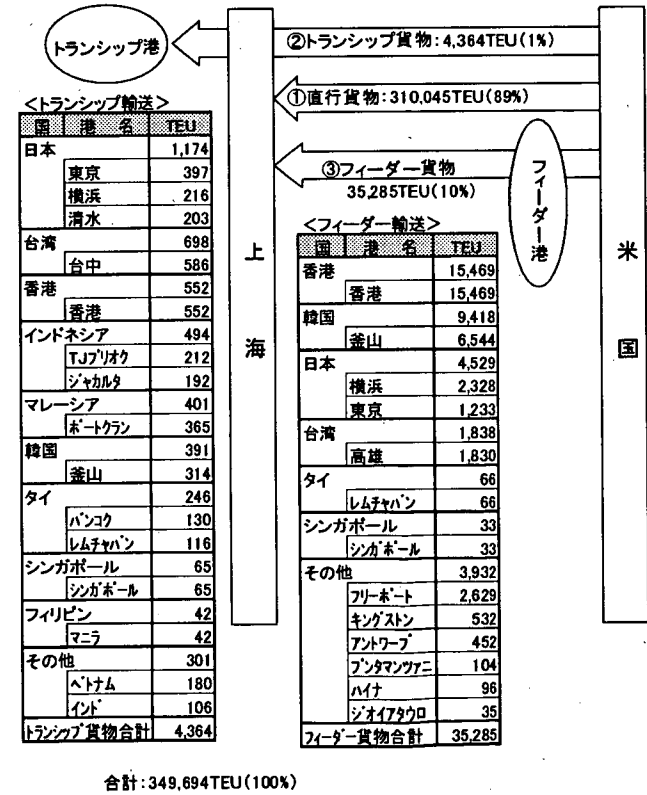 トランシップ港
②トランシップ貨物:4,364TEU(1%)
①直行貨物:310,045TEU(89%)
③フィーダー貨物
35,285TEU(10%)
フィーダー港
上海
米国
<トランシップ輸送>
国 港名 TEU
日本 1,174
東京 397
横浜 216
清水 203
台湾 698
台中 586
香港 552
香港 552
インドネシア 494
TJプリオク 212
ジャカルタ 192
マレーシア 401
ポートクラン 365
韓国 391
釜山 314
タイ 246
バンコク 130
レムチャバン 116
シンガポール 65
シンガポール 65
フィリピン 42
マニラ 42
その他 301
ベトナム 180
インド 106
トランシップ貨物合計 4,364
<フィーダー輸送>
国 港名 TEU
香港 15,469
香港 15,469
韓国 9,418
釜山 6,544
日本 4,529
横浜 2,328
東京 1,233
台湾 1,838
高雄 1,830
タイ 66
レムチャバン 66
シンガポール 33
シンガポール 33
その他 3,932
フリーポート 2,629
キングストン 532
アントワープ 452
プンタマンツァニ 104
ハイナ 96
ジオイアタウロ 35
フィーダー貨物合計 35,285
合計:349,694TEU(100%)